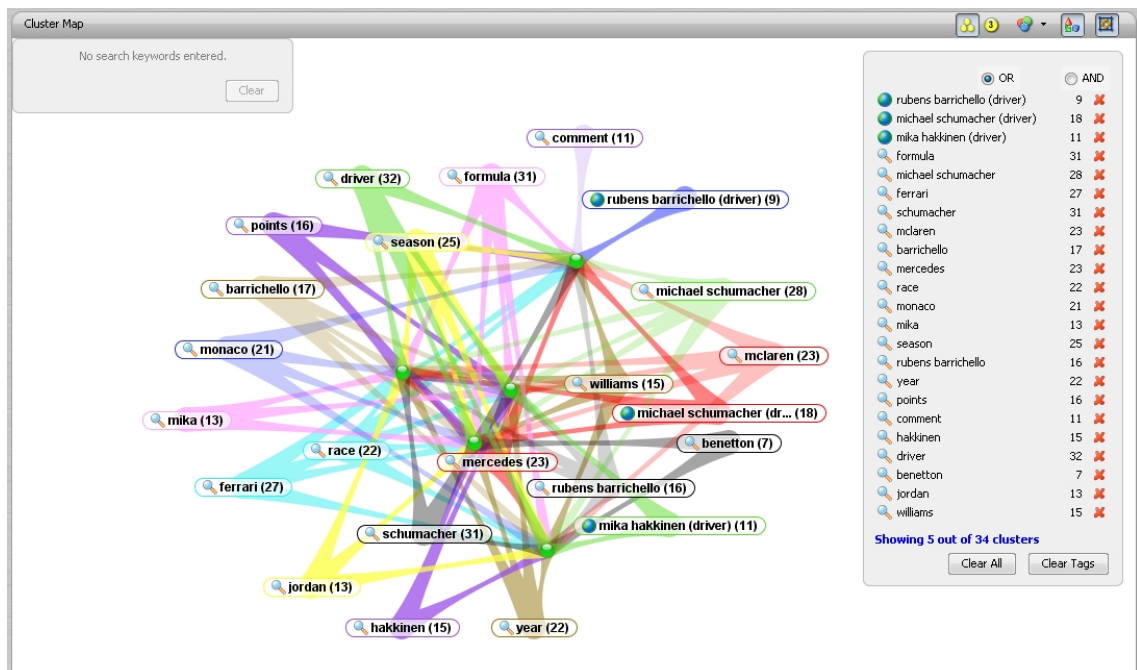 Cluster Map
3
No search keywords entered.
Clear
comment (11)
driver (32)
formula (31)
rubens barrichello (driver) (9)
points (16)
season (25)
barrichello (17)
michael schumacher (28)
monaco (21)
mclaren (23)
williams (15)
mika (13)
michael schumacher (dr... (18)
race (22)
benetton (7)
mercedes (23)
ferrari (27)
rubens barrichello (16)
schumacher (31)
mika hakkinen (driver) (11)
jordan (13)
hakkinen (15)
year (22)
OR AND
rubens barrichello (driver) 9
michael schumacher (driver) 18
mika hakkinen (driver) 11
formula 31
michael schumacher 28
ferrari 27
schumacher 31
mclaren 23
barrichello 17
mercedes 23
race 22
monaco 21
mika 13
season 25
rubens barrichello 16
year 22
points 16
comment 11
hakkinen 15
driver 32
benetton 7
jordan 13
williams 15
Showing 5 out of 34 clusters
Clear All Clear Tags